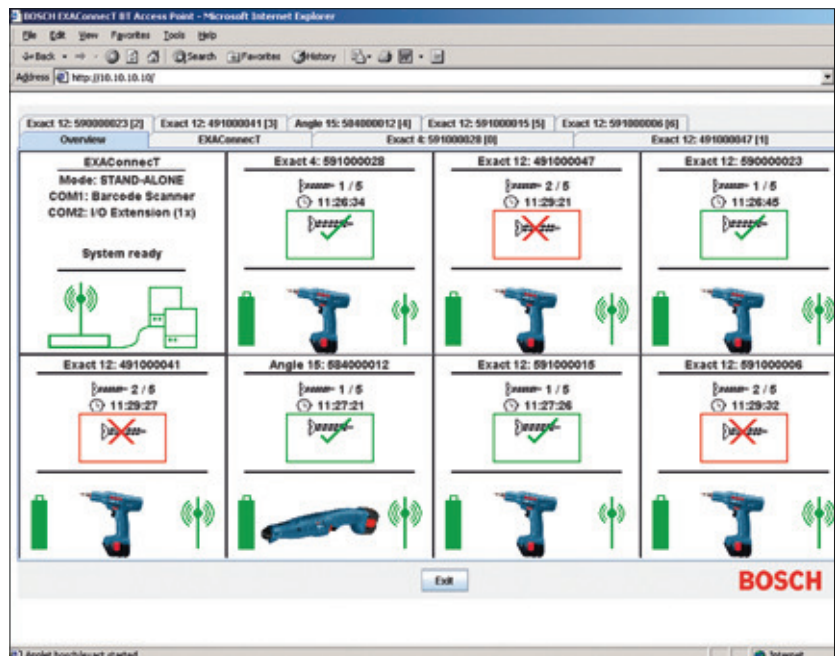 BOSCH EXAConnecT BT Access Point - Microsoft Internet Explorer
File Edit View Favorites Tools Help
Back Search Favorites History
Address http://10.10.10.10/
Exact 12: 590000023 [2] Exact 12: 491000041 [3] Angle 15: 584000012 [4] Exact 12: 591000015 [5] Exact 12: 591000006 [6]
Overview EXAConnecT Exact 4: 591000028 [0] Exact 12: 491000047 [1]
EXAConnecT
Mode: STAND-ALONE
COM1: Barcode Scanner
COM2: I/O Extension (1x)
System ready
Exact 4: 591000028
1 / 5
11:26:34
Exact 12: 491000047
2 / 5
11:29:21
Exact 12: 590000023
1 / 5
11:26:45
Exact 12: 491000041
2 / 5
11:29:27
Angle 15: 584000012
1 / 5
11:27:21
Exact 12: 591000015
1 / 5
11:27:26
Exact 12: 591000006
2 / 5
11:29:32
Exit
BOSCH
Applet bosch/exact started
Internet